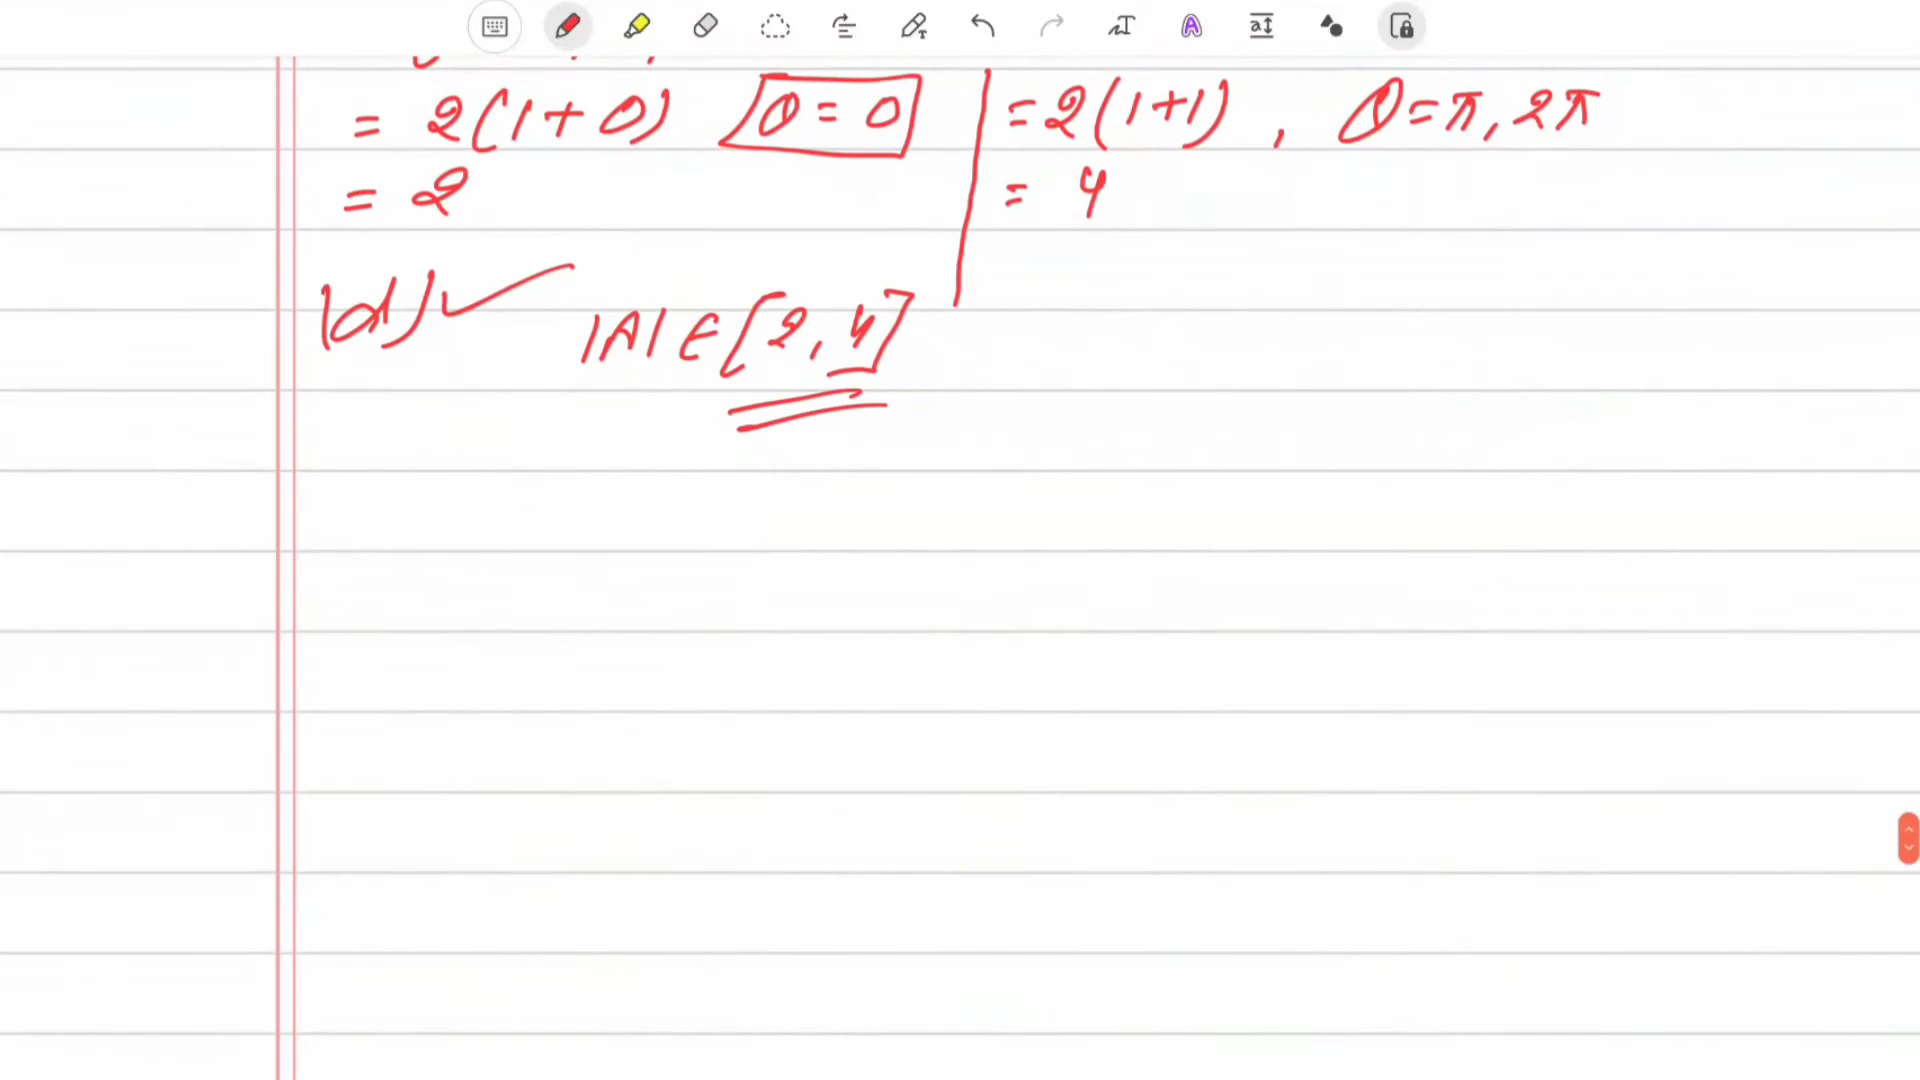 = 2(1+0) θ = 0 = 2(1+1), θ = π, 2π
= 2 = 4
(d) ✓ |A| ∈ [2, 4]